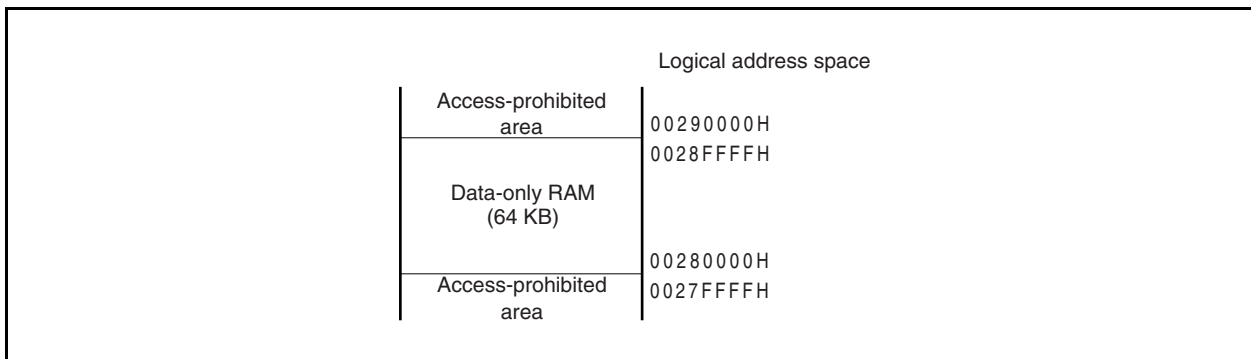 Logical address space
Access-prohibited
area
00290000H
0028FFFFH
Data-only RAM
(64 KB)
00280000H
Access-prohibited
area
0027FFFFH